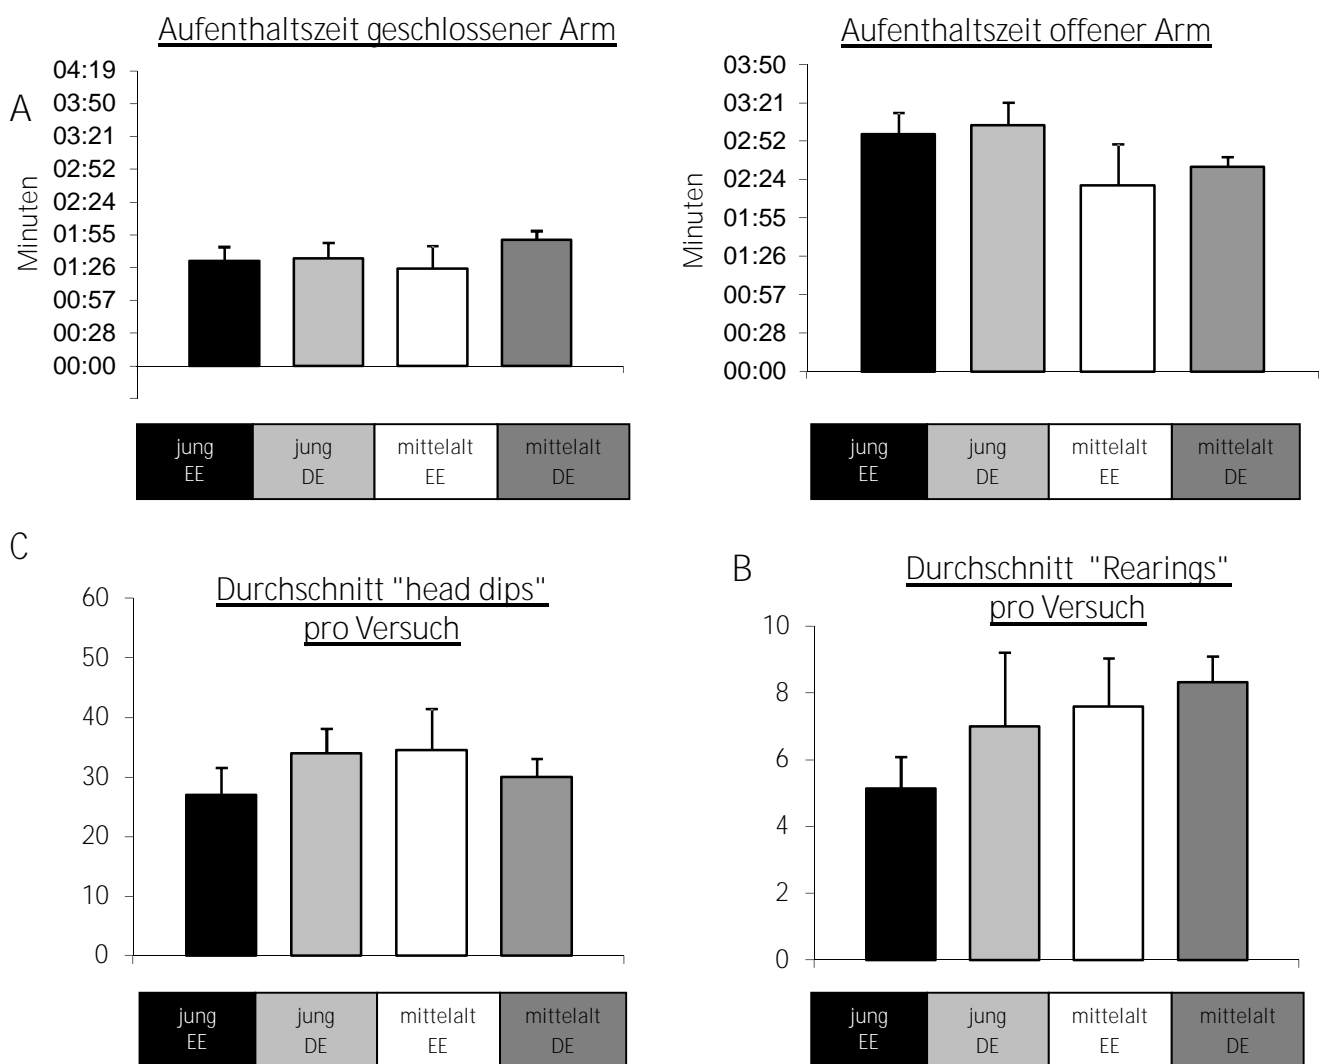 Aufenthaltszeit geschlossener Arm
A
Minuten
04:19
03:50
03:21
02:52
02:24
01:55
01:26
00:57
00:28
00:00
jung
EE
jung
DE
mittelalt
EE
mittelalt
DE
Aufenthaltszeit offener Arm
Minuten
03:50
03:21
02:52
02:24
01:55
01:26
00:57
00:28
00:00
jung
EE
jung
DE
mittelalt
EE
mittelalt
DE
C
Durchschnitt "head dips"
pro Versuch
60
50
40
30
20
10
0
jung
EE
jung
DE
mittelalt
EE
mittelalt
DE
B
Durchschnitt "Rearings"
pro Versuch
10
8
6
4
2
0
jung
EE
jung
DE
mittelalt
EE
mittelalt
DE